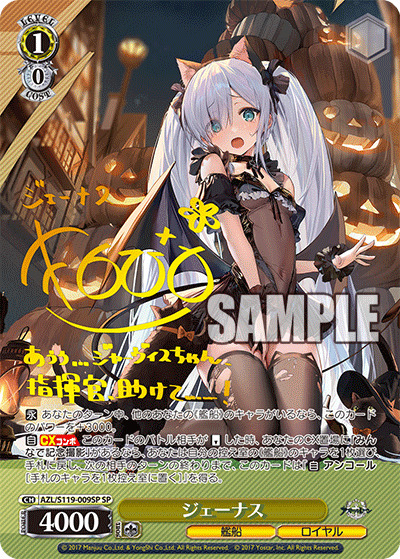 LEVEL
1
0
COST
ジェーナス
SAMPLE
あぅぅ…ジャーヴィスちゃん、
指揮官、助けてーー!
永 あなたのターン中、他のあなたの《艦船》のキャラがいるなら、このカードのパワーを+3000。
自 CXコンボ このカードのバトル相手が した時、あなたのCX置場に「みんなで記念撮影」があるなら、あなたは自分の控え室の《艦船》のキャラを1枚選び、手札に戻し、次の相手のターンの終わりまで、このカードは『自 アンコール [手札のキャラを1枚控え室に置く]』を得る。
CH AZL/S119-009SP SP
POWER
4000
SOUL
ジェーナス
艦船
ロイヤル
© 2017 Manjuu Co.,Ltd. & YongShi Co.,Ltd. All Rights Reserved. © 2017 Yostar, Inc. All Rights Reserved.